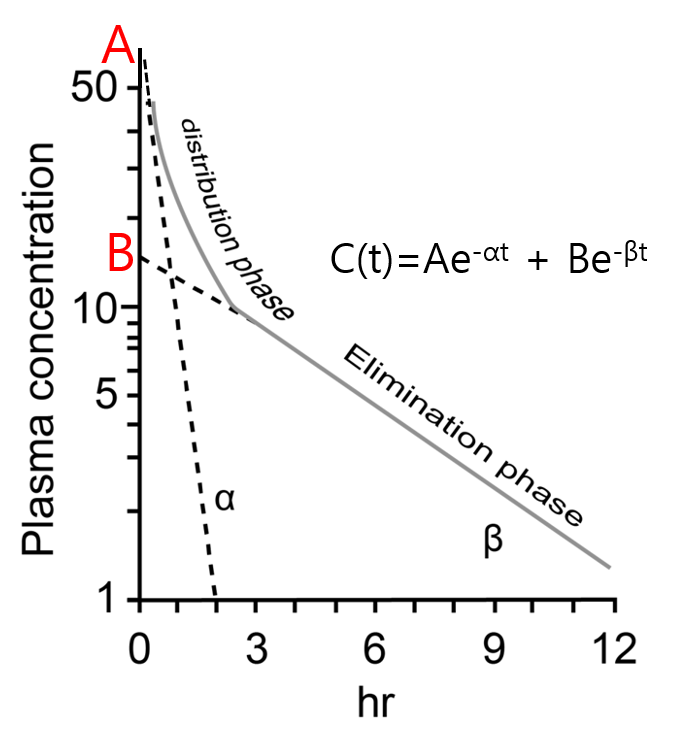 A
50
distribution phase
B
C(t)=Ae-αt + Be-βt
10
Plasma concentration
Elimination phase
5
α
β
1
0 3 6 9 12
hr